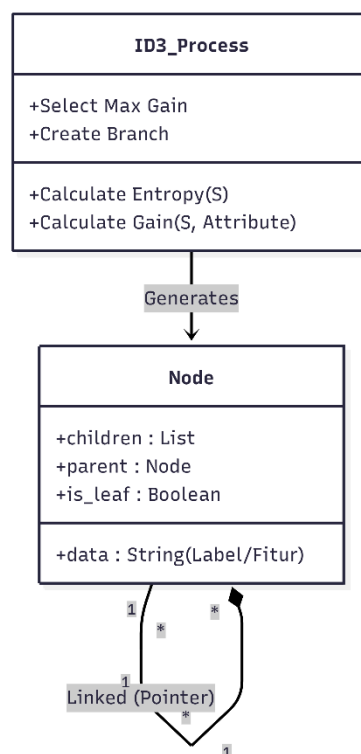 ID3_Process
+Select Max Gain
+Create Branch
+Calculate Entropy(S)
+Calculate Gain(S, Attribute)
Generates
Node
+children : List
+parent : Node
+is_leaf : Boolean
+data : String(Label/Fitur)
1
*
*
1
Linked (Pointer)
*
1